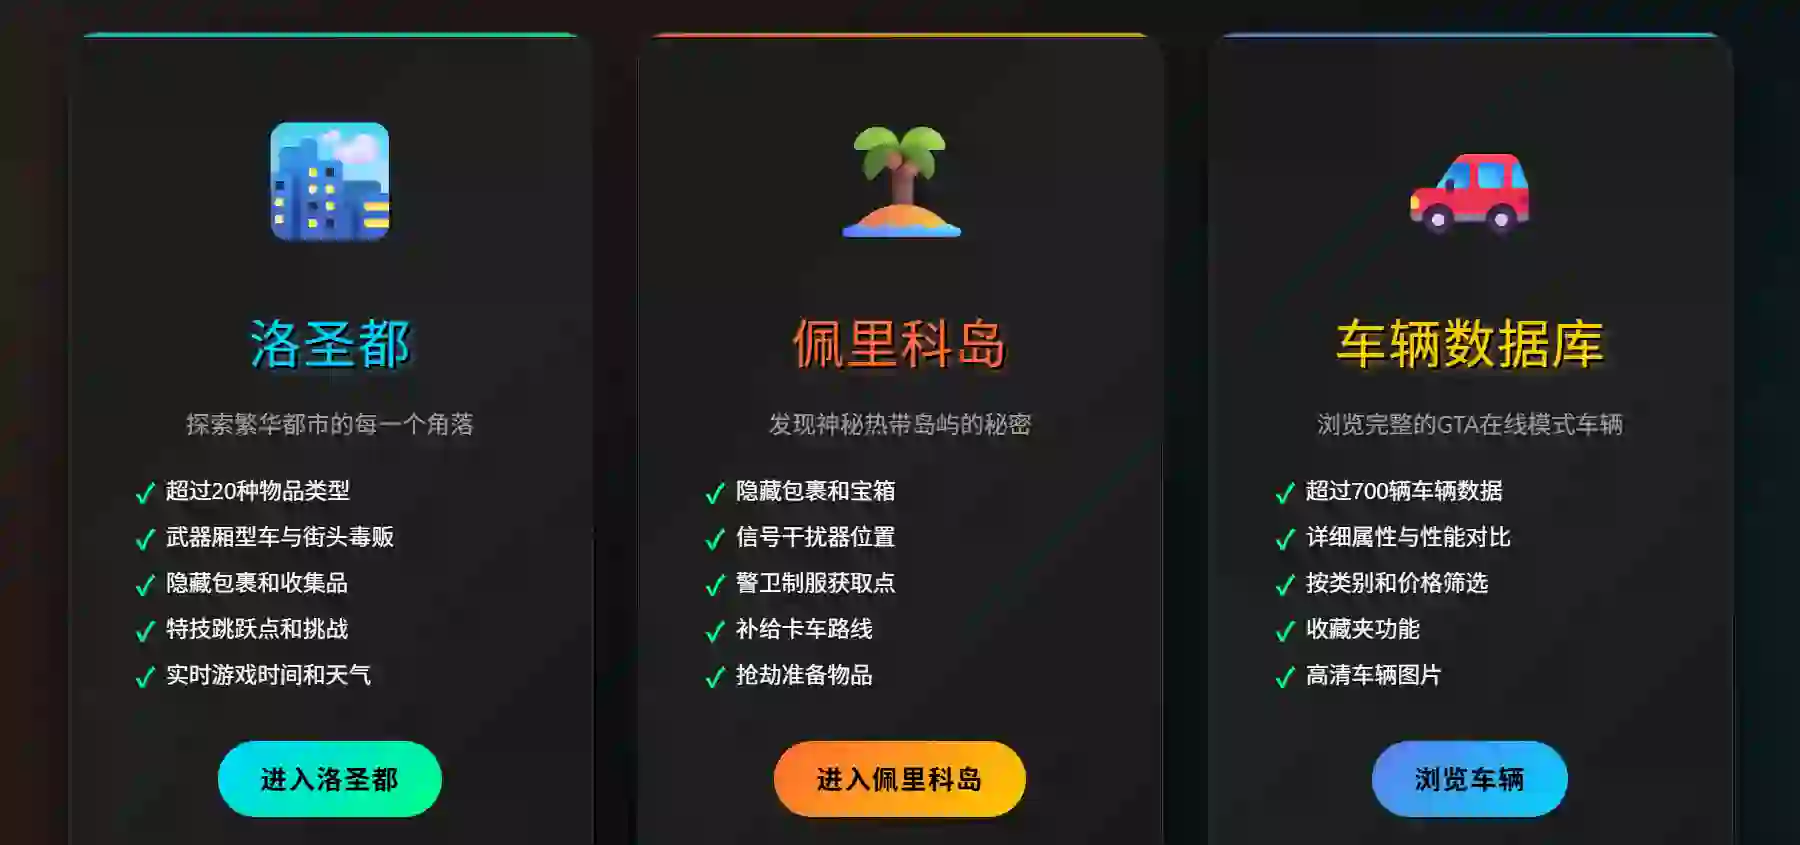 洛圣都
探索繁华都市的每一个角落
✓ 超过20种物品类型
✓ 武器厢型车与街头毒贩
✓ 隐藏包裹和收集品
✓ 特技跳跃点和挑战
✓ 实时游戏时间和天气
进入洛圣都
佩里科岛
发现神秘热带岛屿的秘密
✓ 隐藏包裹和宝箱
✓ 信号干扰器位置
✓ 警卫制服获取点
✓ 补给卡车路线
✓ 抢劫准备物品
进入佩里科岛
车辆数据库
浏览完整的GTA在线模式车辆
✓ 超过700辆车辆数据
✓ 详细属性与性能对比
✓ 按类别和价格筛选
✓ 收藏夹功能
✓ 高清车辆图片
浏览车辆